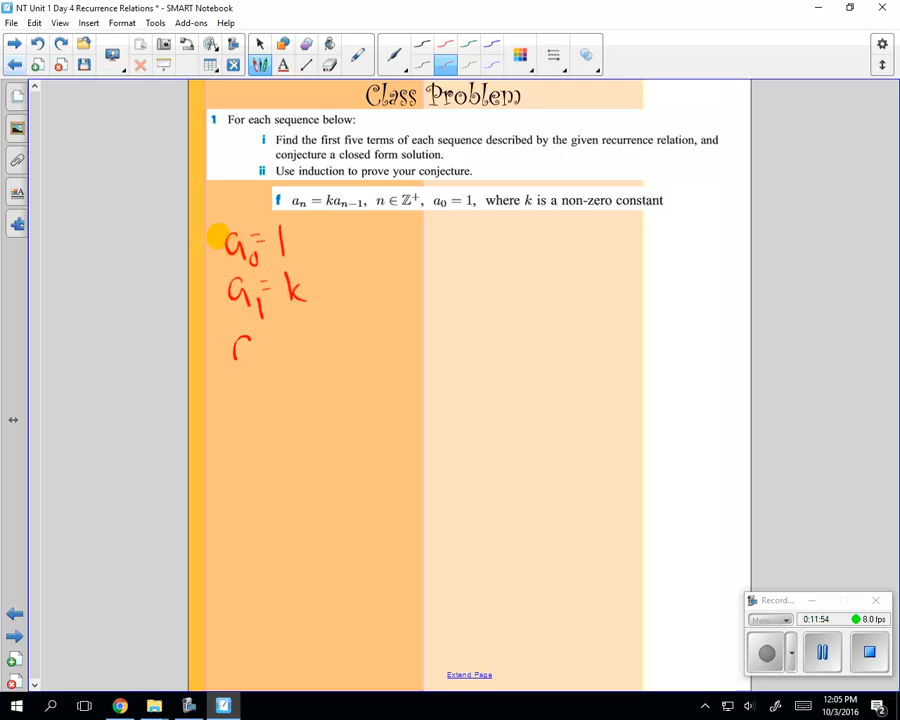 NT Unit 1 Day 4 Recurrence Relations * - SMART Notebook
File Edit View Insert Format Tools Add-ons Help
Class Problem
1 For each sequence below:
i Find the first five terms of each sequence described by the given recurrence relation, and
conjecture a closed form solution.
ii Use induction to prove your conjecture.
f aₙ = kaₙ₋₁, n ∈ ℤ⁺, a₀ = 1, where k is a non-zero constant
a₀ = 1
a₁ = k
Record...
Menu
0:11:54
8.0 fps
Extend Page
12:05 PM
10/3/2016
2